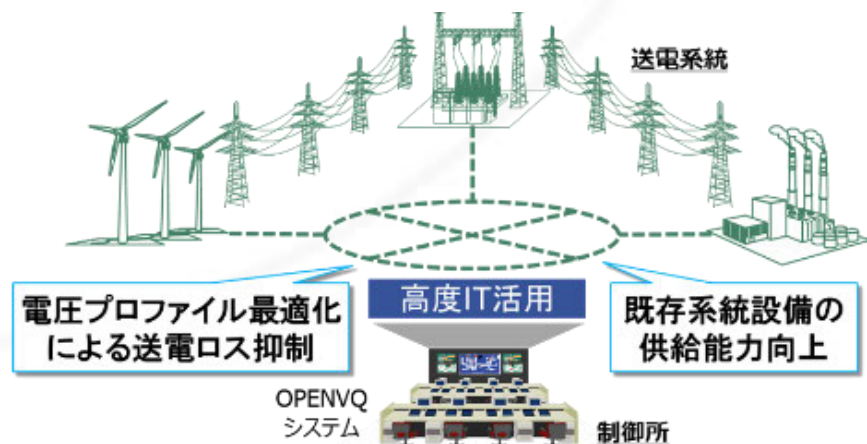 送電系統
電圧プロファイル最適化
による送電ロス抑制
高度IT活用
既存系統設備の
供給能力向上
OPENVQ
システム
制御所